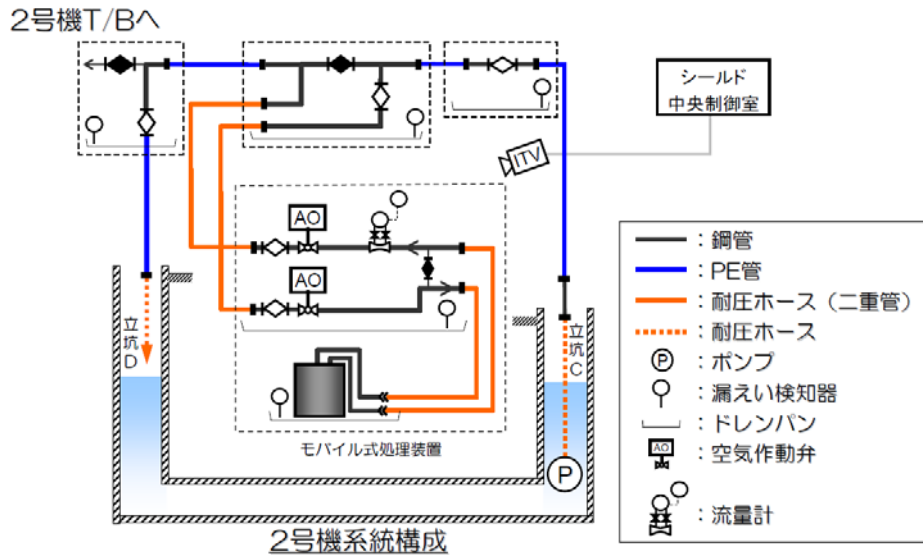 2号機T/Bへ
シールド
中央制御室
ITV
AO
AO
立坑D
立坑C
P
モバイル式処理装置
2号機系統構成
：鋼管
：PE管
：耐圧ホース（二重管）
：耐圧ホース
P ：ポンプ
：漏えい検知器
：ドレンパン
AO ：空気作動弁
：流量計